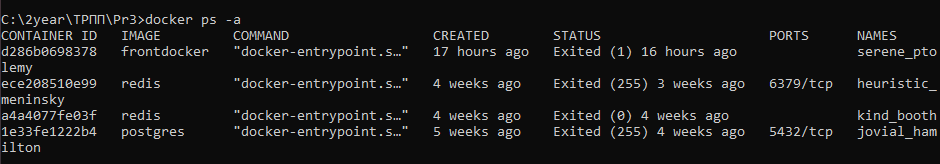 C:\2year\ТРПП\Pr3>docker ps -a
CONTAINER ID   IMAGE         COMMAND                  CREATED        STATUS                       PORTS      NAMES
d286b0698378   frontdocker   "docker-entrypoint.s…"   17 hours ago   Exited (1) 16 hours ago                 serene_pto
lemy
ece208510e99   redis         "docker-entrypoint.s…"   4 weeks ago    Exited (255) 3 weeks ago     6379/tcp   heuristic_
meninsky
a4a4077fe03f   redis         "docker-entrypoint.s…"   4 weeks ago    Exited (0) 4 weeks ago                  kind_booth
1e33fe1222b4   postgres      "docker-entrypoint.s…"   5 weeks ago    Exited (255) 4 weeks ago     5432/tcp   jovial_ham
ilton